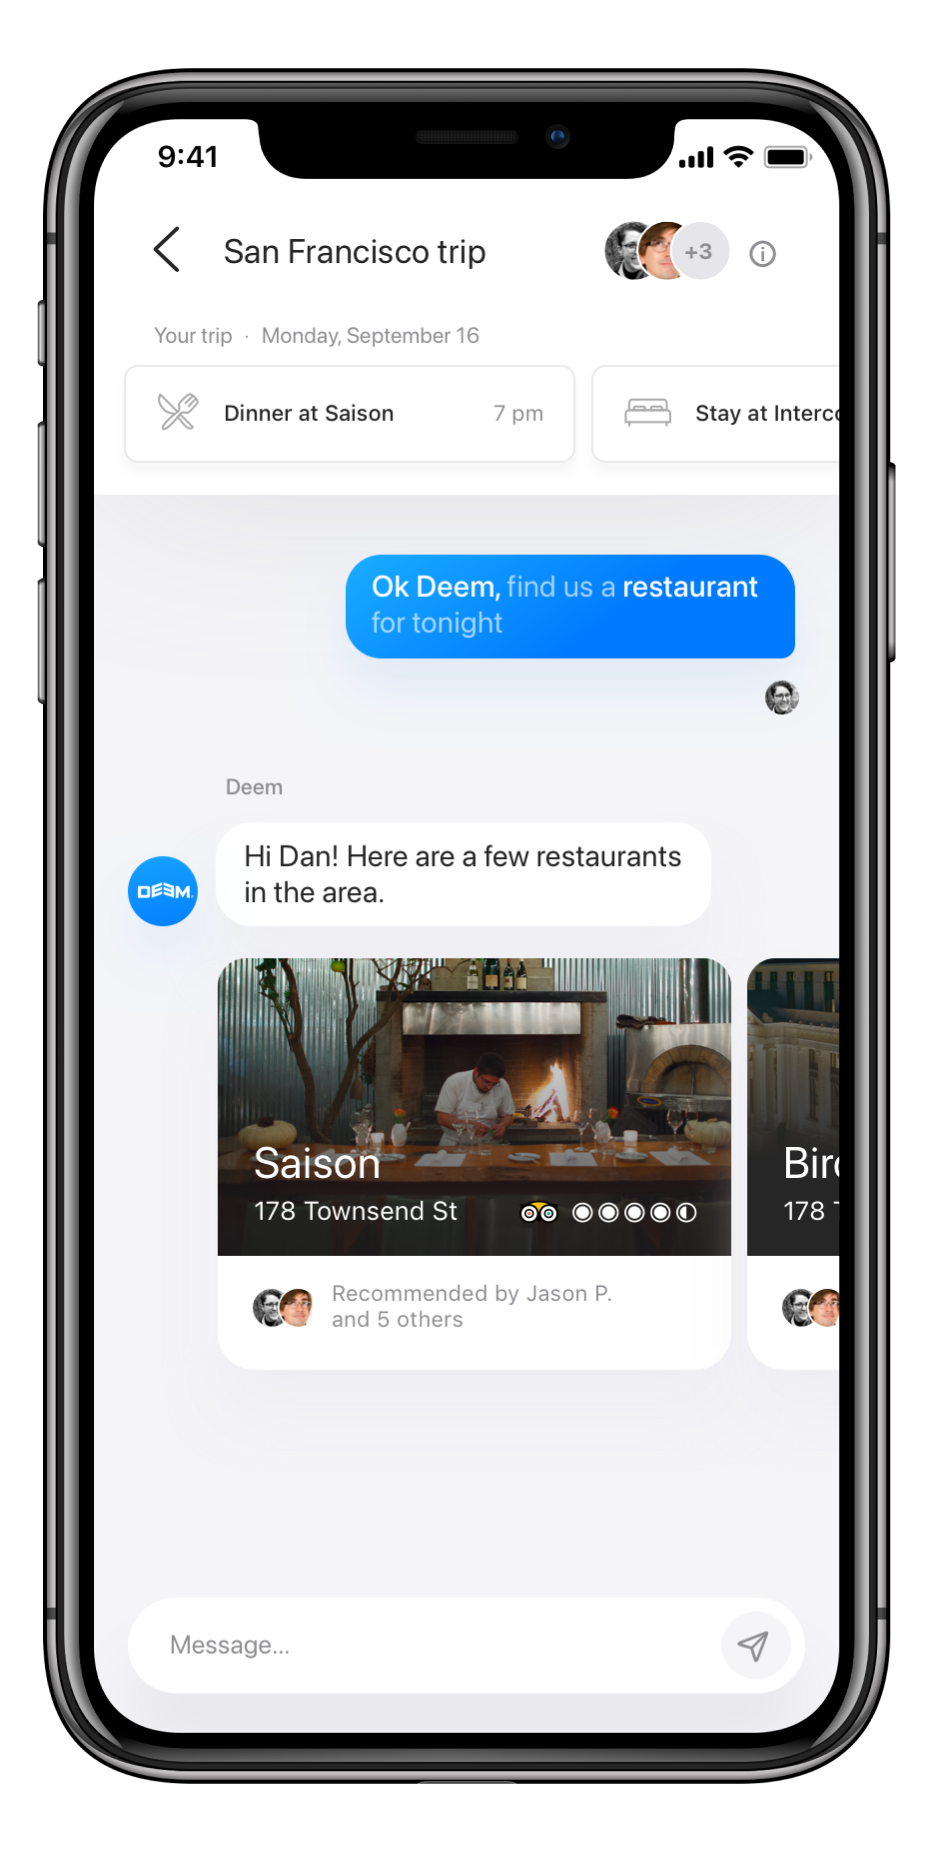 9:41
San Francisco trip
+3
Your trip · Monday, September 16
Dinner at Saison 7 pm
Stay at Interco
Ok Deem, find us a restaurant
for tonight
Deem
DEEM
Hi Dan! Here are a few restaurants
in the area.
Saison
178 Townsend St
Bir
178
Recommended by Jason P.
and 5 others
Message...